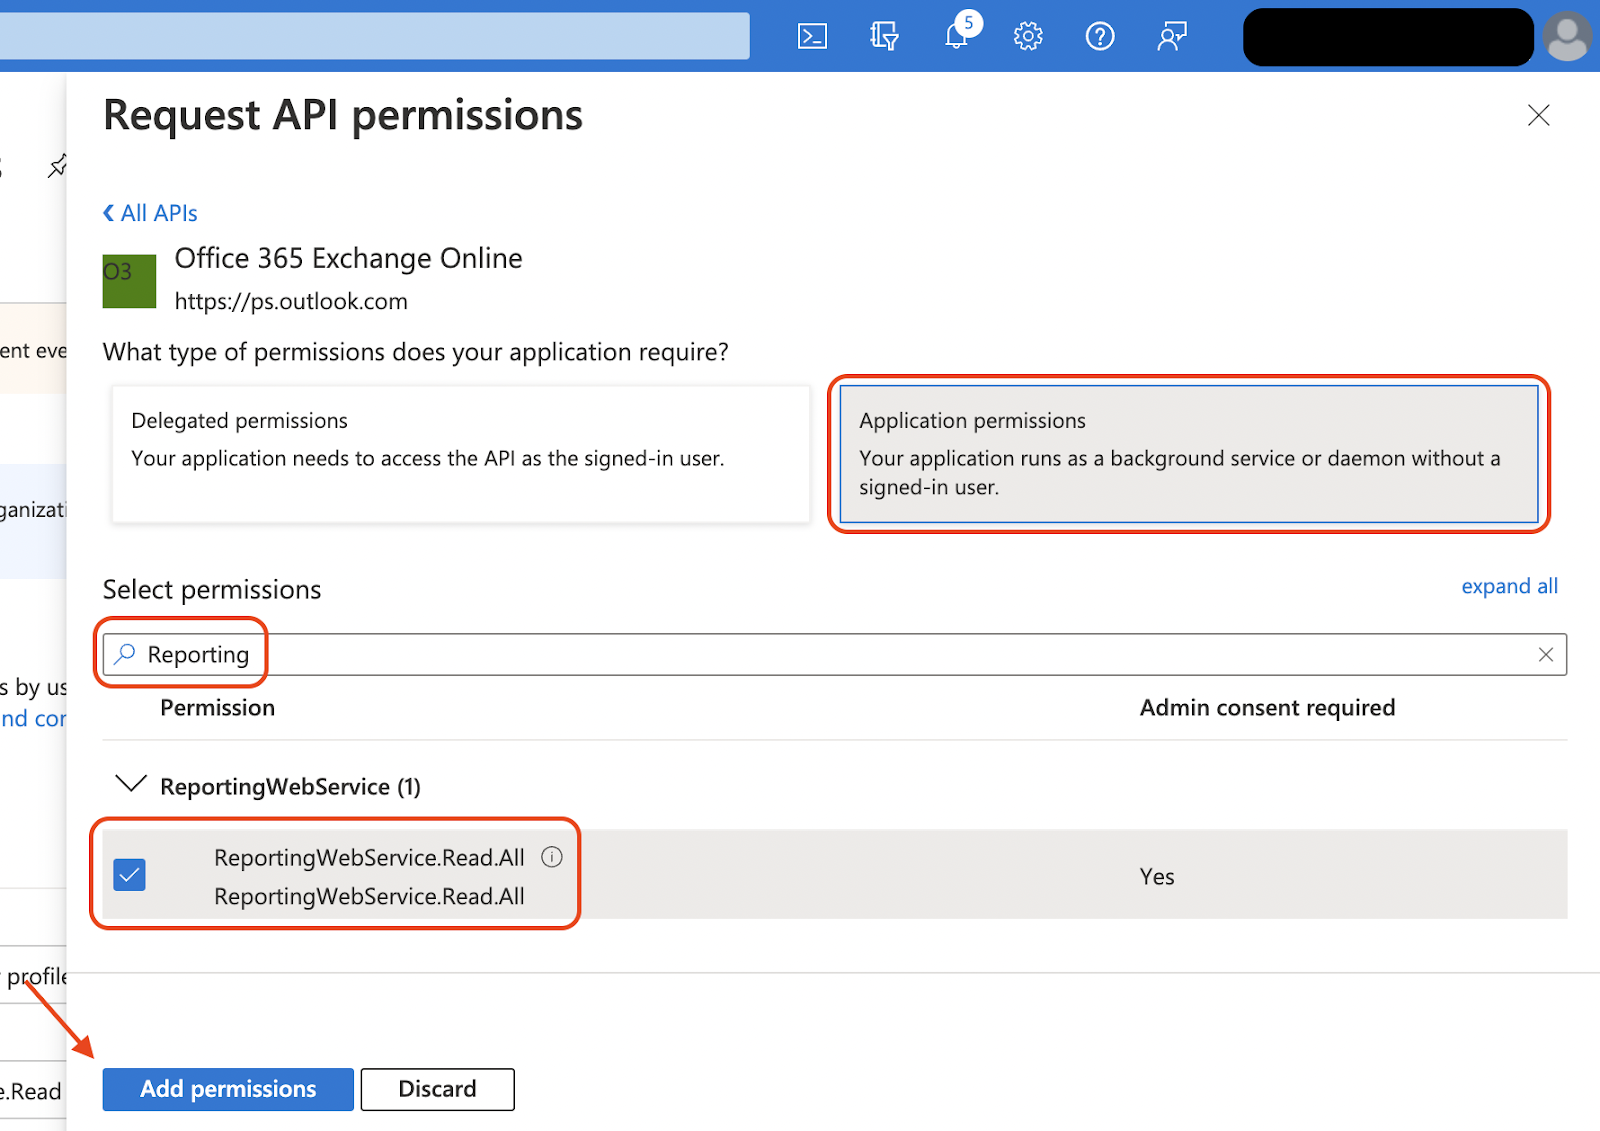 5
Request API permissions
All APIs
O3
Office 365 Exchange Online
https://ps.outlook.com
ent eve
What type of permissions does your application require?
Delegated permissions
Your application needs to access the API as the signed-in user.
Application permissions
Your application runs as a background service or daemon without a
signed-in user.
ganizati
Select permissions
expand all
Reporting
s by us
nd cor
Permission
Admin consent required
ReportingWebService (1)
ReportingWebService.Read.All
ReportingWebService.Read.All
Yes
profile
e.Read
Add permissions
Discard